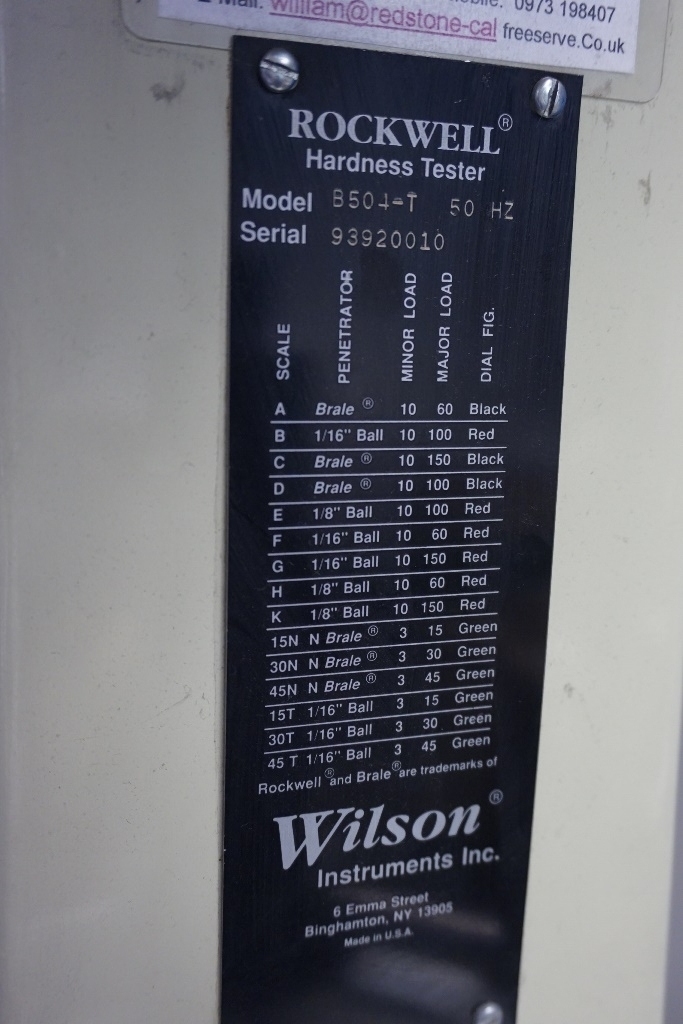 Mail: william@redstone-cal freeserve.Co.uk
0973 198407
ROCKWELL®
Hardness Tester
Model B504-T 50 HZ
Serial 93920010
SCALE PENETRATOR MINOR LOAD MAJOR LOAD DIAL FIG.
A Brale ® 10 60 Black
B 1/16" Ball 10 100 Red
C Brale ® 10 150 Black
D Brale ® 10 100 Black
E 1/8" Ball 10 100 Red
F 1/16" Ball 10 60 Red
G 1/16" Ball 10 150 Red
H 1/8" Ball 10 60 Red
K 1/8" Ball 10 150 Red
15N N Brale ® 3 15 Green
30N N Brale ® 3 30 Green
45N N Brale ® 3 45 Green
15T 1/16" Ball 3 15 Green
30T 1/16" Ball 3 30 Green
45 T 1/16" Ball 3 45 Green
Rockwell® and Brale® are trademarks of
Wilson®
Instruments Inc.
6 Emma Street
Binghamton, NY 13905
Made in U.S.A.